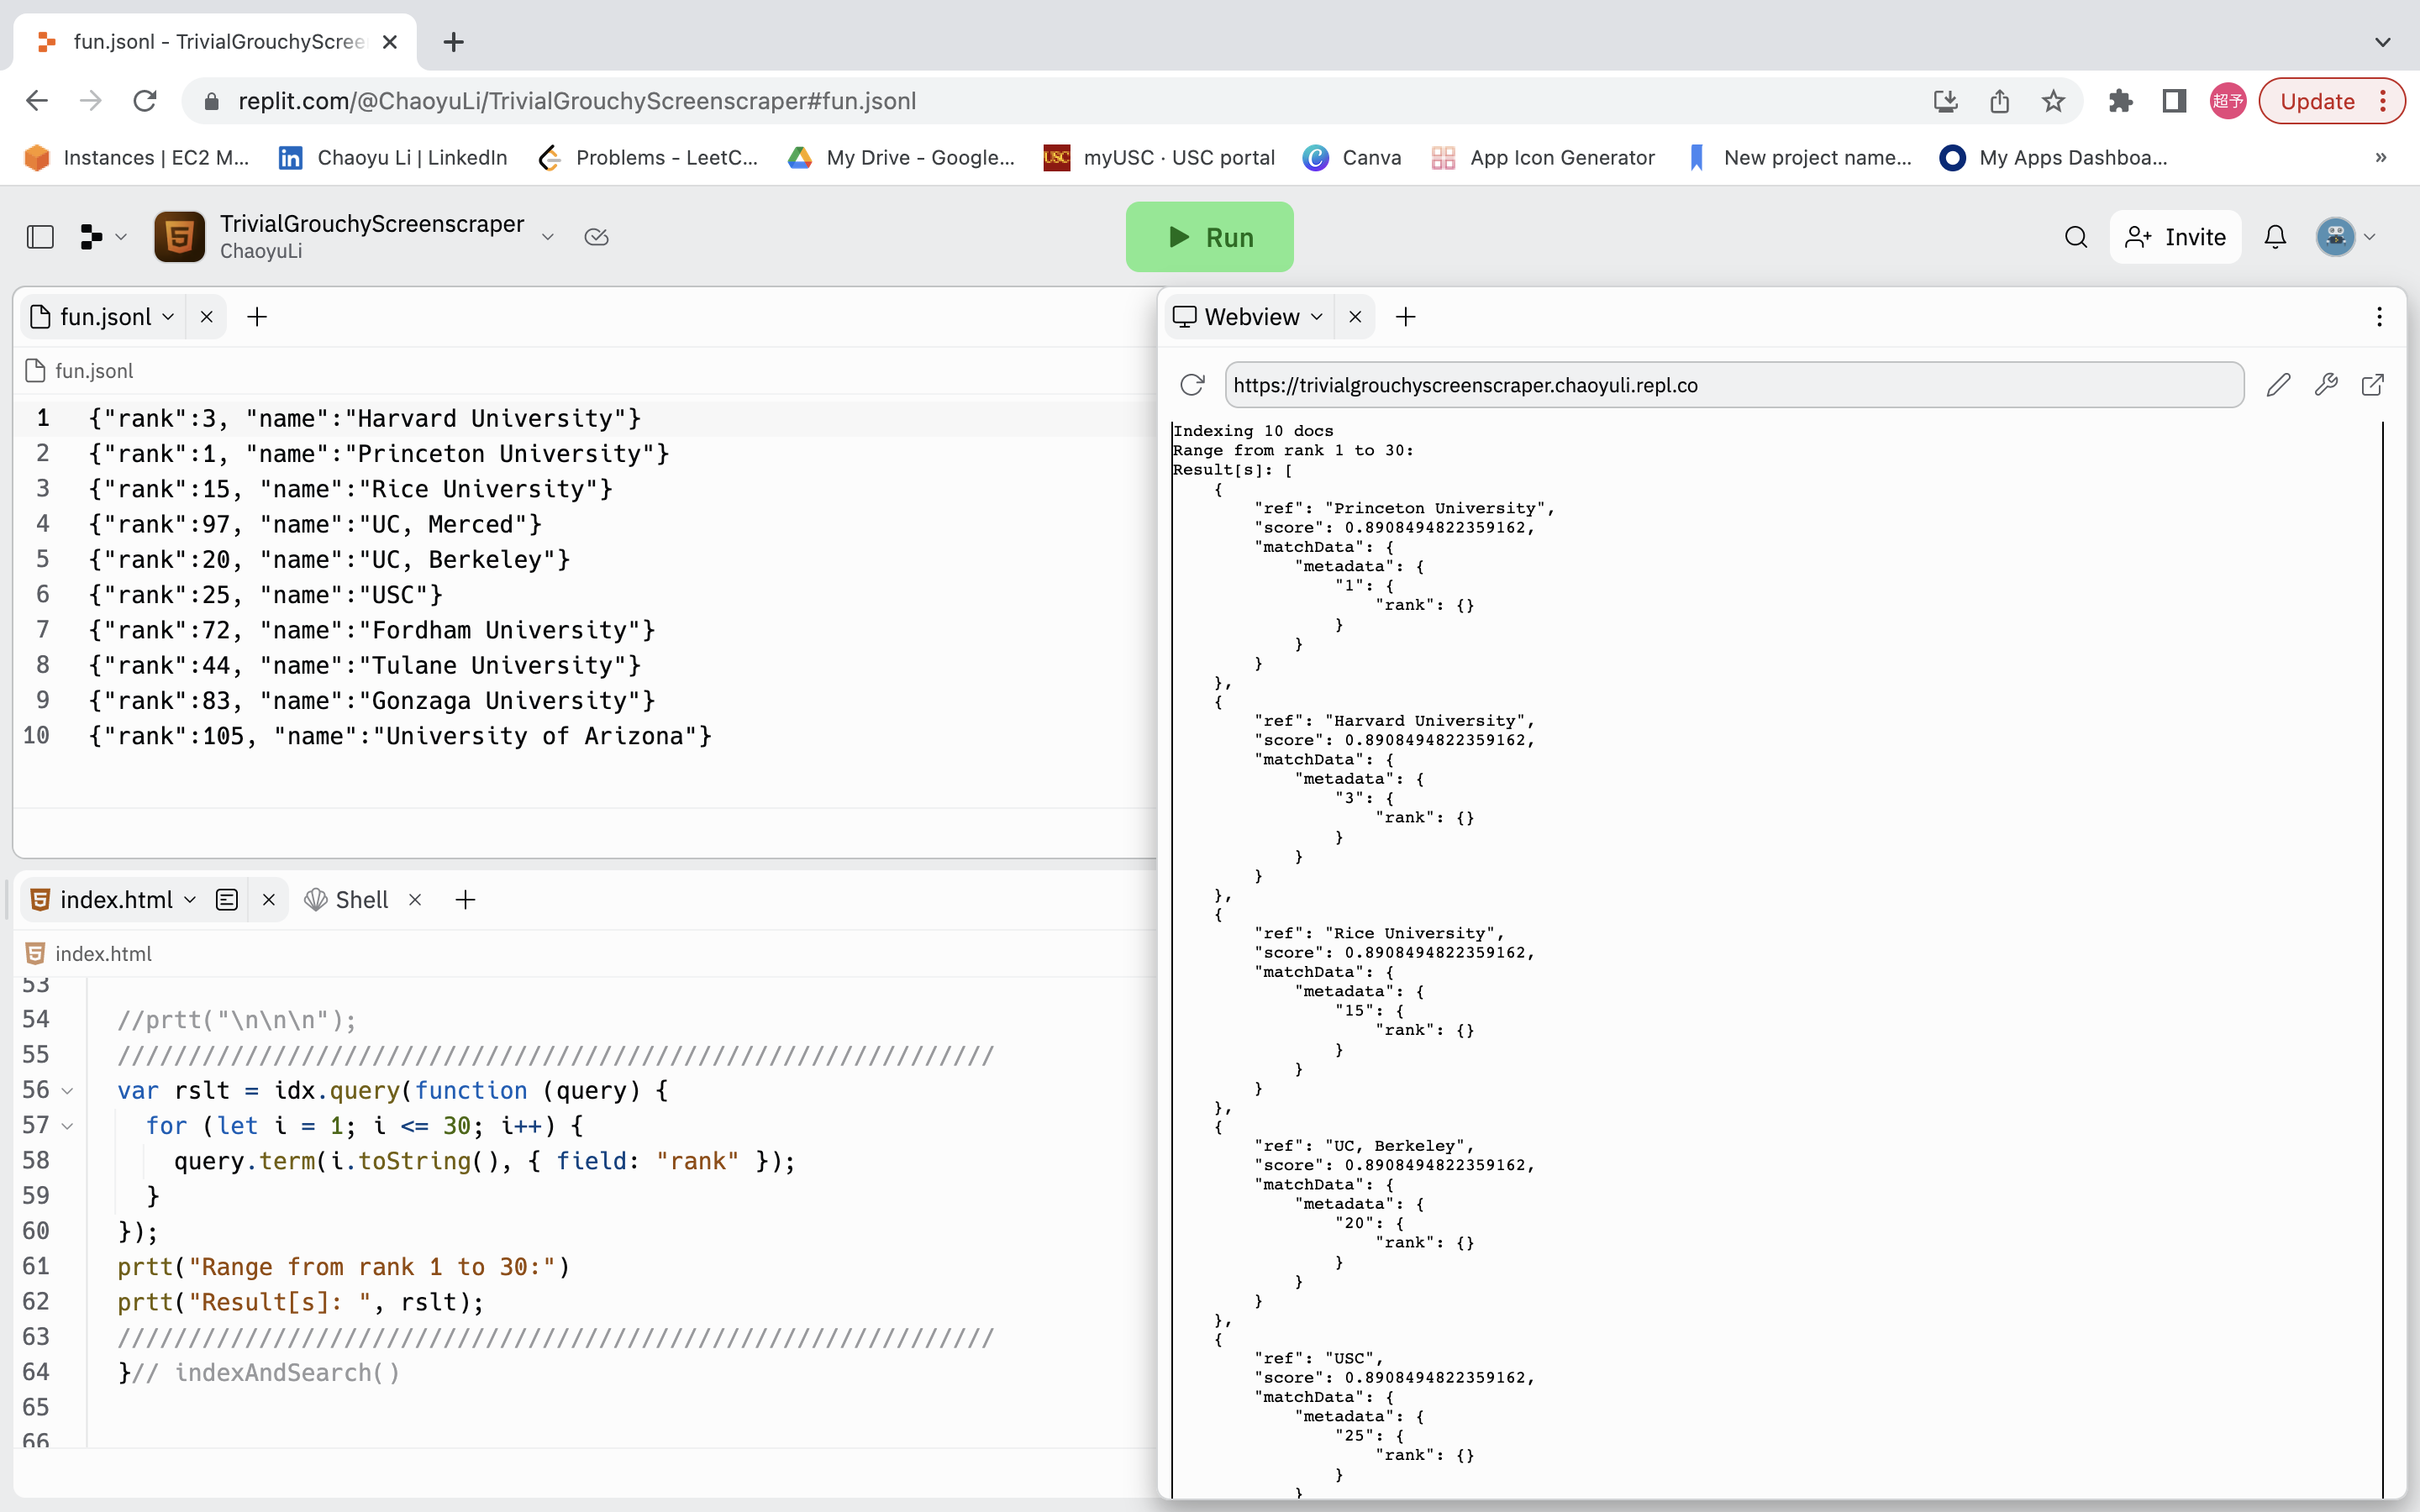 fun.jsonl - TrivialGrouchyScree
replit.com/@ChaoyuLi/TrivialGrouchyScreenscraper#fun.jsonl
超予
Update
Instances | EC2 M...
Chaoyu Li | LinkedIn
Problems - LeetC...
My Drive - Google...
USC
myUSC · USC portal
Canva
App Icon Generator
New project name...
My Apps Dashboa...
»
TrivialGrouchyScreenscraper
ChaoyuLi
Run
Invite
fun.jsonl
fun.jsonl
1 {"rank":3, "name":"Harvard University"}
2 {"rank":1, "name":"Princeton University"}
3 {"rank":15, "name":"Rice University"}
4 {"rank":97, "name":"UC, Merced"}
5 {"rank":20, "name":"UC, Berkeley"}
6 {"rank":25, "name":"USC"}
7 {"rank":72, "name":"Fordham University"}
8 {"rank":44, "name":"Tulane University"}
9 {"rank":83, "name":"Gonzaga University"}
10 {"rank":105, "name":"University of Arizona"}
index.html
Shell
index.html
53
54 //prtt("\n\n\n");
55 //////////////////////////////////////////////////////////////
56 var rslt = idx.query(function (query) {
57 for (let i = 1; i <= 30; i++) {
58 query.term(i.toString(), { field: "rank" });
59 }
60 });
61 prtt("Range from rank 1 to 30:")
62 prtt("Result[s]: ", rslt);
63 //////////////////////////////////////////////////////////////
64 }// indexAndSearch()
65
66
Webview
https://trivialgrouchyscreenscraper.chaoyuli.repl.co
Indexing 10 docs
Range from rank 1 to 30:
Result[s]: [
{
"ref": "Princeton University",
"score": 0.8908494822359162,
"matchData": {
"metadata": {
"1": {
"rank": {}
}
}
}
},
{
"ref": "Harvard University",
"score": 0.8908494822359162,
"matchData": {
"metadata": {
"3": {
"rank": {}
}
}
}
},
{
"ref": "Rice University",
"score": 0.8908494822359162,
"matchData": {
"metadata": {
"15": {
"rank": {}
}
}
}
},
{
"ref": "UC, Berkeley",
"score": 0.8908494822359162,
"matchData": {
"metadata": {
"20": {
"rank": {}
}
}
}
},
{
"ref": "USC",
"score": 0.8908494822359162,
"matchData": {
"metadata": {
"25": {
"rank": {}
}
}